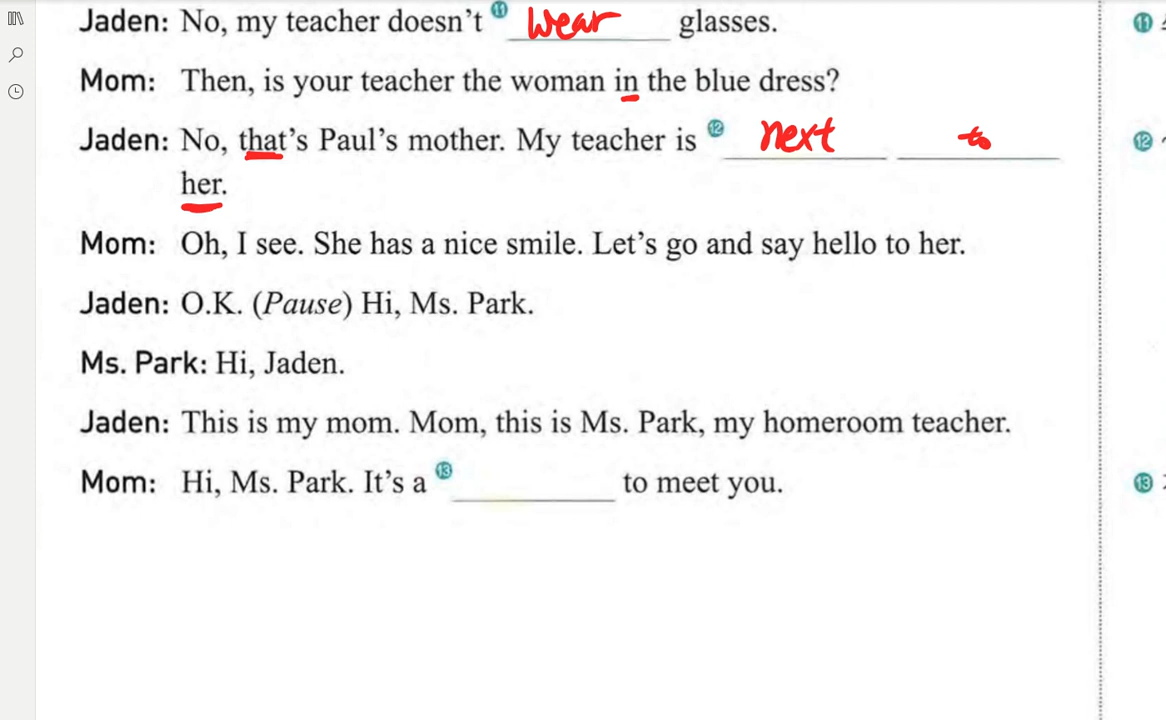 Jaden: No, my teacher doesn't ⑪ wear glasses.
⑪
Mom: Then, is your teacher the woman in the blue dress?
Jaden: No, that's Paul's mother. My teacher is ⑫ next to
⑫
her.
Mom: Oh, I see. She has a nice smile. Let's go and say hello to her.
Jaden: O.K. (Pause) Hi, Ms. Park.
Ms. Park: Hi, Jaden.
Jaden: This is my mom. Mom, this is Ms. Park, my homeroom teacher.
Mom: Hi, Ms. Park. It's a ⑬ ____ to meet you.
⑬